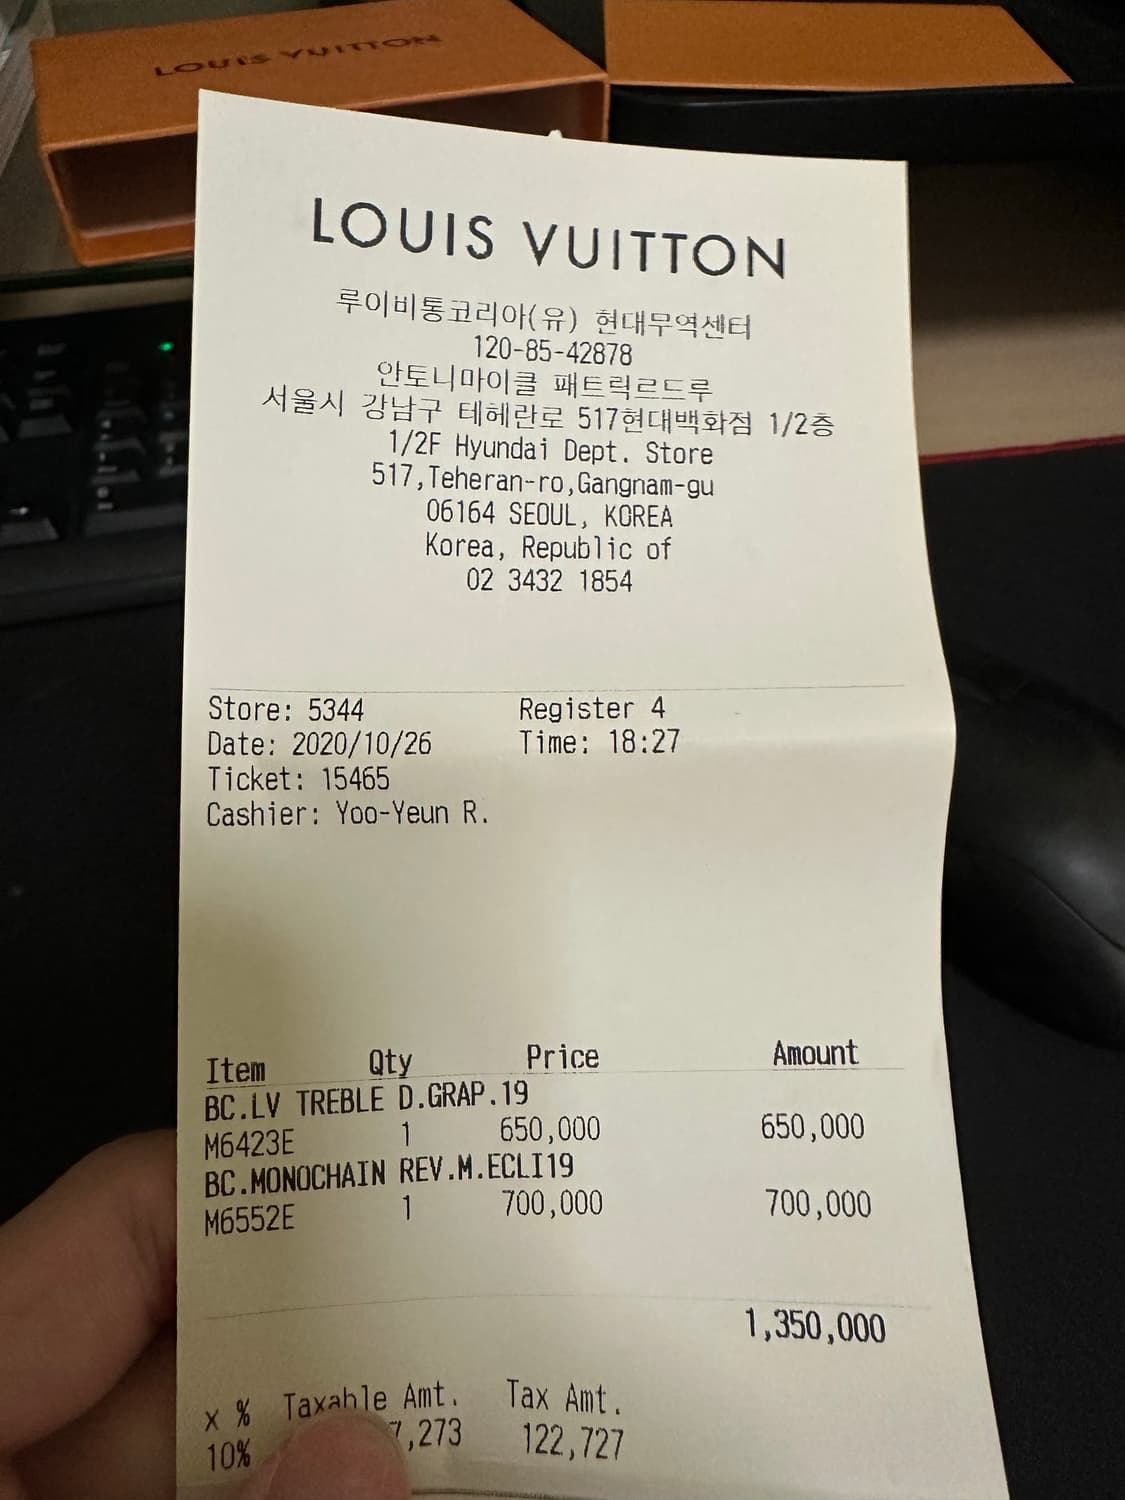 LOUIS VUITTON
LOUIS VUITTON
루이비통코리아(유) 현대무역센터
120-85-42878
안토니마이클 패트릭르드루
서울시 강남구 테헤란로 517현대백화점 1/2층
1/2F Hyundai Dept. Store
517,Teheran-ro,Gangnam-gu
06164 SEOUL, KOREA
Korea, Republic of
02 3432 1854
Store: 5344 Register 4
Date: 2020/10/26 Time: 18:27
Ticket: 15465
Cashier: Yoo-Yeun R.
Item Qty Price Amount
BC.LV TREBLE D.GRAP.19
M6423E 1 650,000 650,000
BC.MONOCHAIN REV.M.ECLI19
M6552E 1 700,000 700,000
1,350,000
x % Taxable Amt. Tax Amt.
10% 7,273 122,727